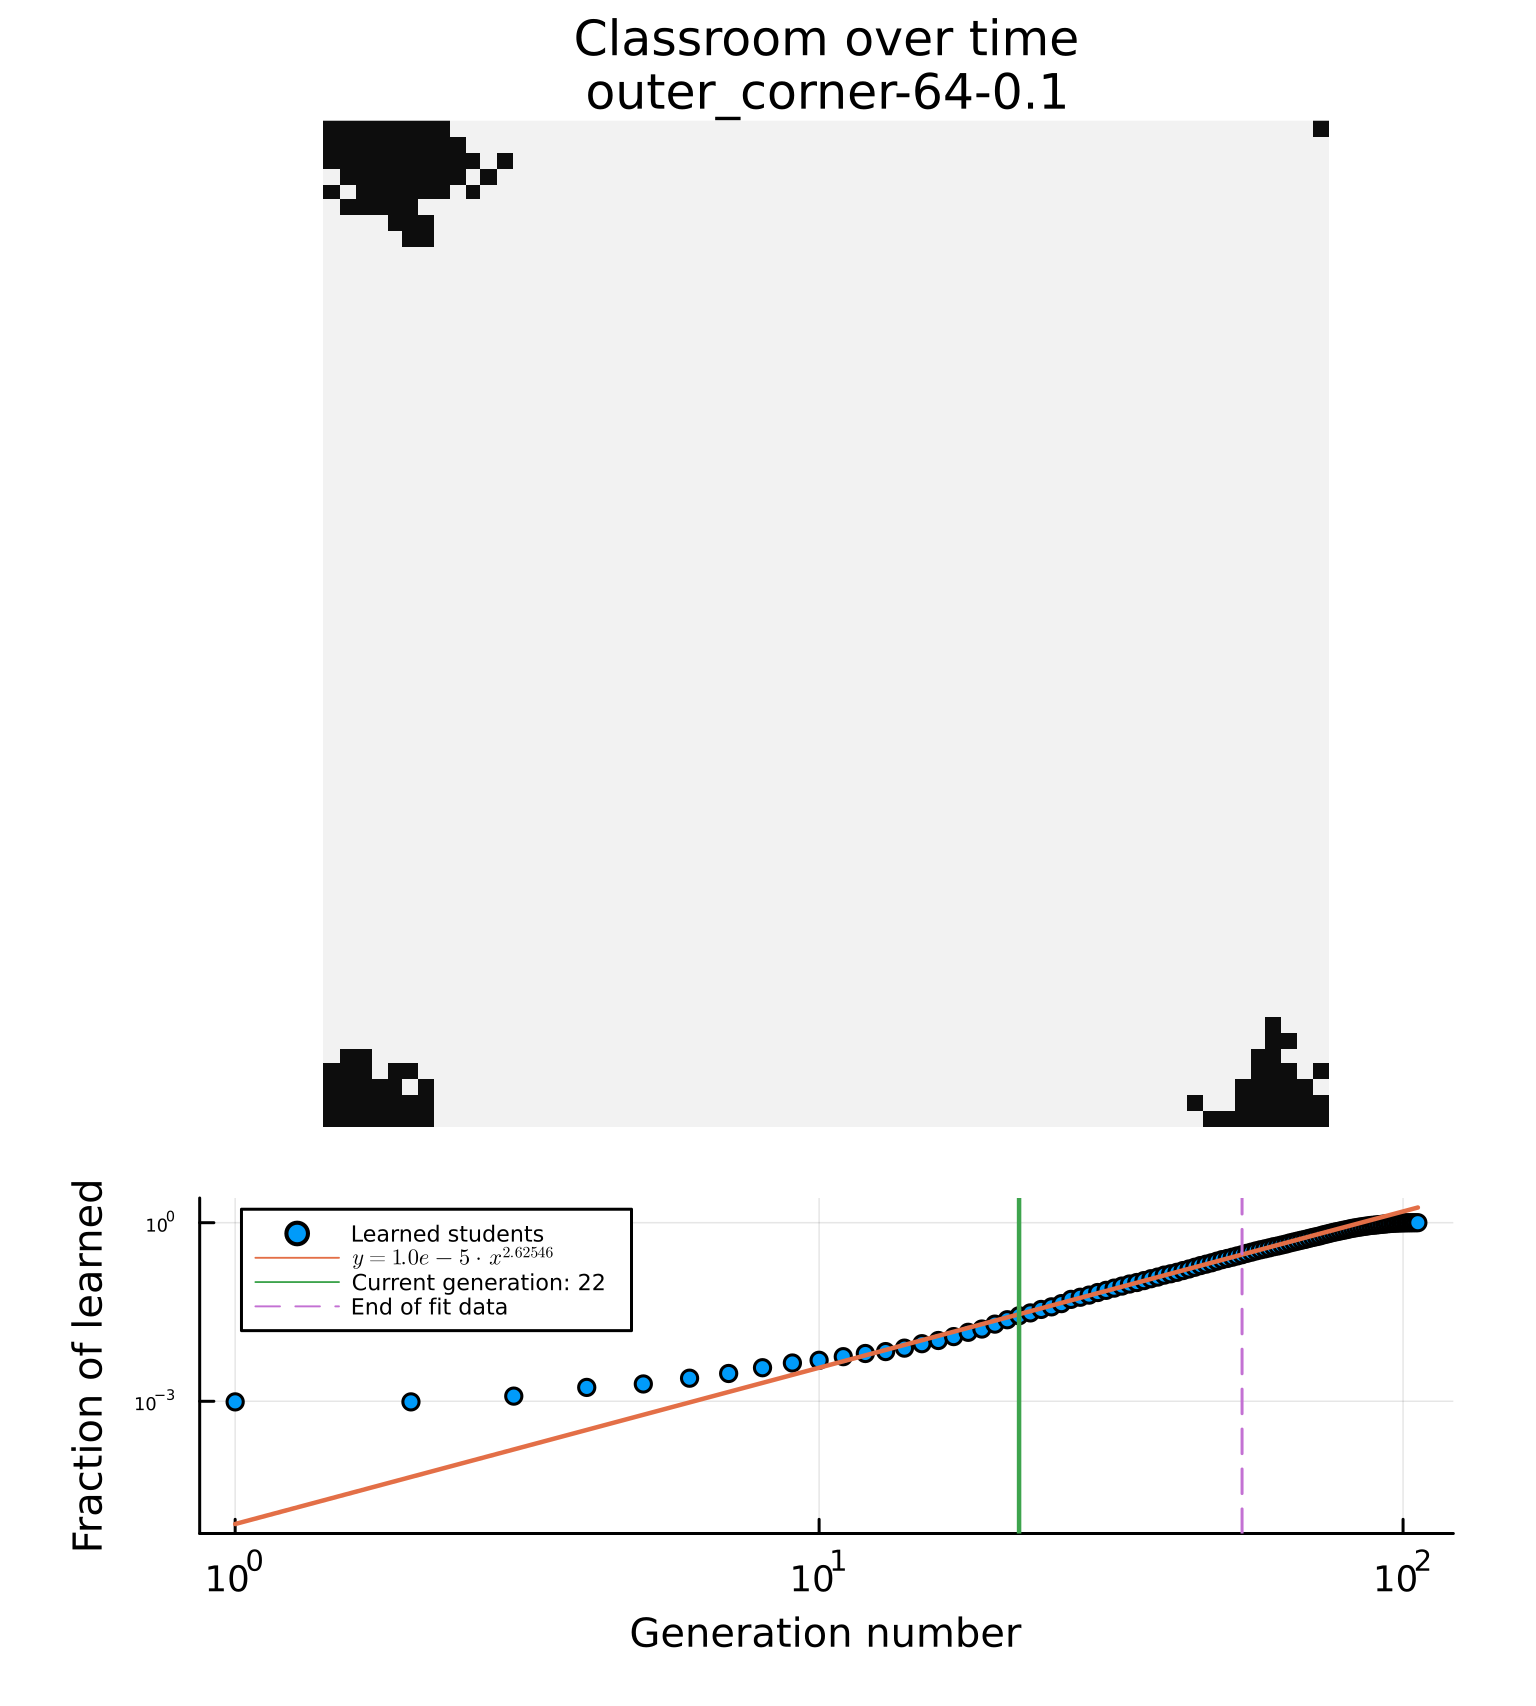 Classroom over time
outer_corner-64-0.1
Fraction of learned
10^0
10^-3
Learned students
y = 1.0e − 5 · x^2.62546
Current generation: 22
End of fit data
10^0
10^1
10^2
Generation number